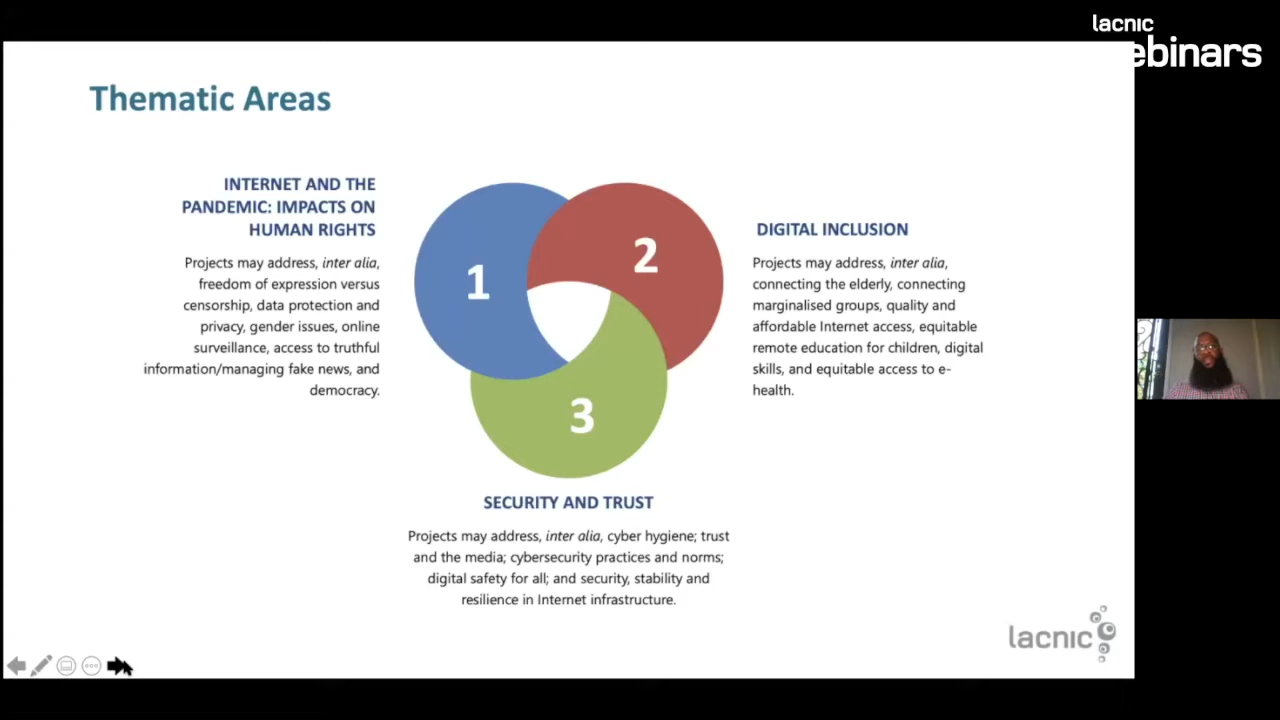 lacnic
ebinars
Thematic Areas
INTERNET AND THE
PANDEMIC: IMPACTS ON
HUMAN RIGHTS
Projects may address, inter alia,
freedom of expression versus
censorship, data protection and
privacy, gender issues, online
surveillance, access to truthful
information/managing fake news, and
democracy.
1
2
3
DIGITAL INCLUSION
Projects may address, inter alia,
connecting the elderly, connecting
marginalised groups, quality and
affordable Internet access, equitable
remote education for children, digital
skills, and equitable access to e-
health.
SECURITY AND TRUST
Projects may address, inter alia, cyber hygiene; trust
and the media; cybersecurity practices and norms;
digital safety for all; and security, stability and
resilience in Internet infrastructure.
lacnic